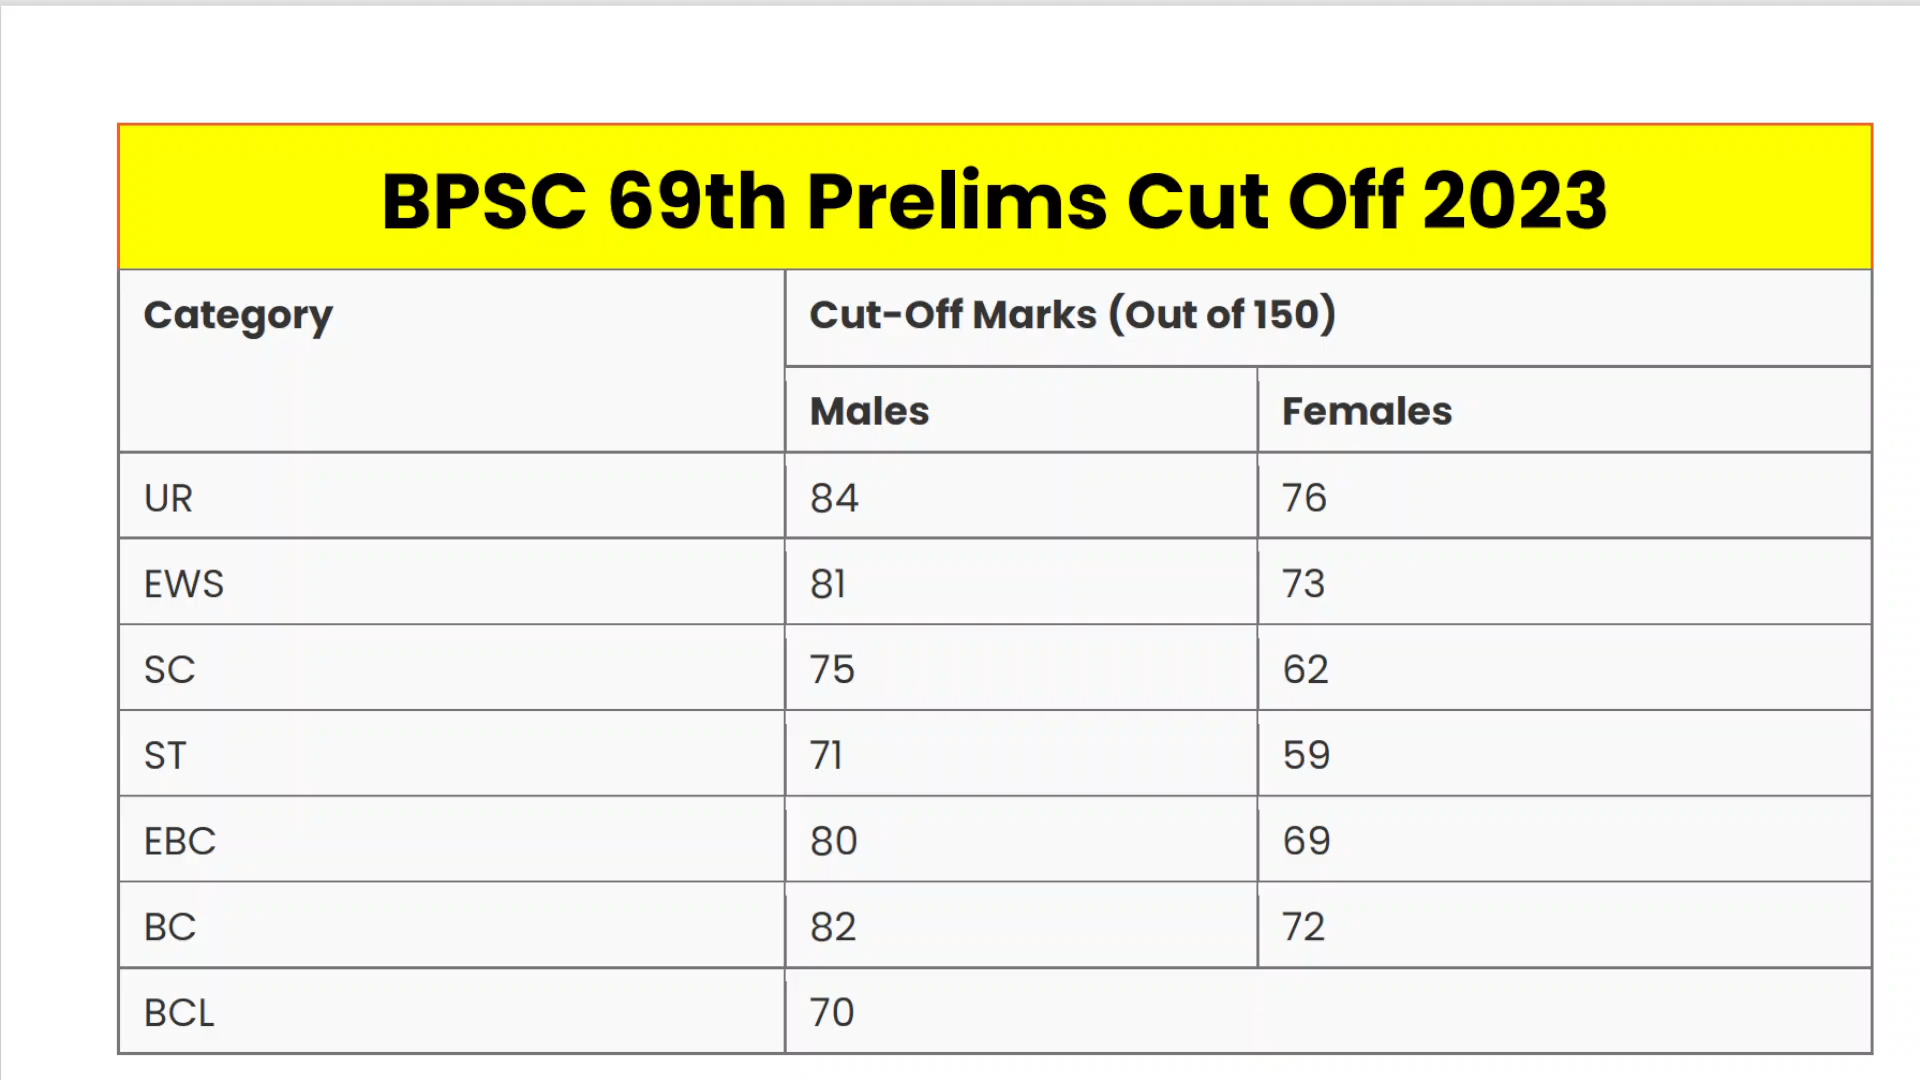 BPSC 69th Prelims Cut Off 2023
Category Cut-Off Marks (Out of 150)
Males Females
UR 84 76
EWS 81 73
SC 75 62
ST 71 59
EBC 80 69
BC 82 72
BCL 70